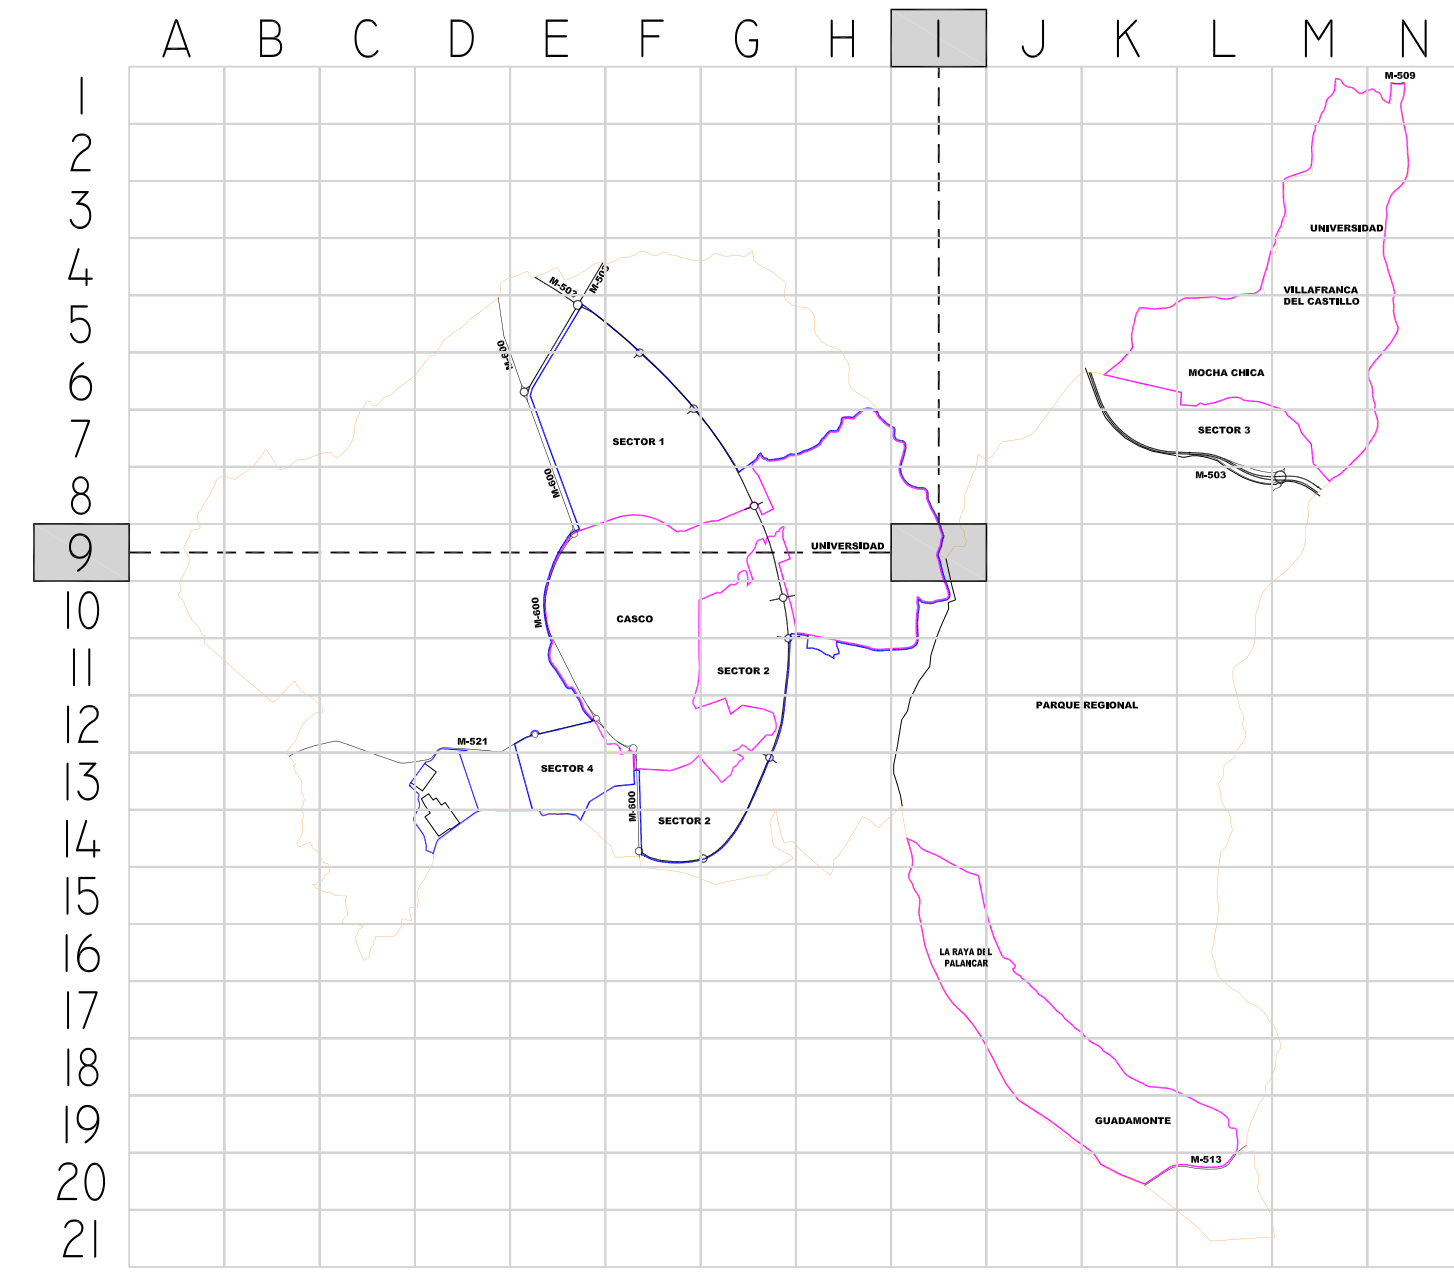 A B C D E F G H I J K L M N
1
M-509
2
3
UNIVERSIDAD
4
M-503
M-503
VILLAFRANCA
DEL CASTILLO
5
M-600
6
MOCHA CHICA
7
SECTOR 1
SECTOR 3
8
M-600
M-503
9
UNIVERSIDAD
10
M-600
CASCO
11
SECTOR 2
12
PARQUE REGIONAL
M-521
13
SECTOR 4
M-600
14
SECTOR 2
15
16
LA RAYA DEL
PALANCAR
17
18
19
GUADAMONTE
20
M-513
21